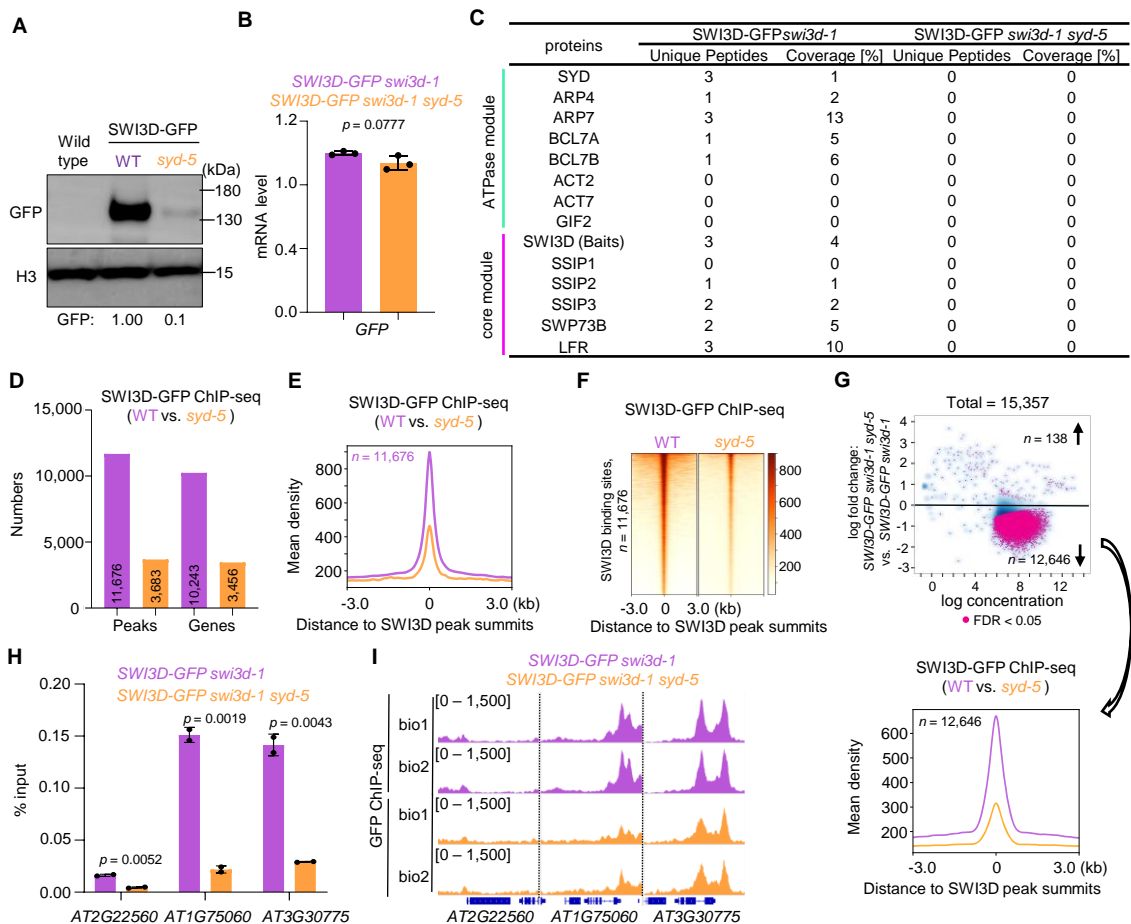 A
Wild type
SWI3D-GFP
WT
syd-5
(kDa)
GFP
180
130
H3
15
GFP: 1.00 0.1
B
SWI3D-GFP swi3d-1
SWI3D-GFP swi3d-1 syd-5
p = 0.0777
mRNA level
1.2
1.0
0.4
0.0
GFP
C
proteins SWI3D-GFPswi3d-1 SWI3D-GFP swi3d-1 syd-5
Unique Peptides Coverage [%] Unique Peptides Coverage [%]
ATPase module
SYD 3 1 0 0
ARP4 1 2 0 0
ARP7 3 13 0 0
BCL7A 1 5 0 0
BCL7B 1 6 0 0
ACT2 0 0 0 0
ACT7 0 0 0 0
GIF2 0 0 0 0
core module
SWI3D (Baits) 3 4 0 0
SSIP1 0 0 0 0
SSIP2 1 1 0 0
SSIP3 2 2 0 0
SWP73B 2 5 0 0
LFR 3 10 0 0
D
SWI3D-GFP ChIP-seq
(WT vs. syd-5 )
Numbers
15,000
10,000
5,000
0
11,676
3,683
10,243
3,456
Peaks Genes
E
SWI3D-GFP ChIP-seq
(WT vs. syd-5 )
n = 11,676
Mean density
800
600
400
200
-3.0 0 3.0 (kb)
Distance to SWI3D peak summits
F
SWI3D-GFP ChIP-seq
WT syd-5
SWI3D binding sites,
n = 11,676
800
600
400
200
-3.0 0 3.0 (kb)
Distance to SWI3D peak summits
G
Total = 15,357
log fold change:
SWI3D-GFP swi3d-1 syd-5
vs. SWI3D-GFP swi3d-1
4
3
2
1
0
-1
-2
-3
n = 138
n = 12,646
0 2 4 6 8 10 12 14
log concentration
FDR < 0.05
SWI3D-GFP ChIP-seq
(WT vs. syd-5 )
n = 12,646
Mean density
700
600
500
400
300
200
-3.0 0 3.0 (kb)
Distance to SWI3D peak summits
H
SWI3D-GFP swi3d-1
SWI3D-GFP swi3d-1 syd-5
% input
0.20
0.15
0.10
0.05
0.00
p = 0.0052
p = 0.0019
p = 0.0043
AT2G22560 AT1G75060 AT3G30775
I
SWI3D-GFP swi3d-1
SWI3D-GFP swi3d-1 syd-5
GFP ChIP-seq
bio1 [0 – 1,500]
bio2 [0 – 1,500]
bio1 [0 – 1,500]
bio2 [0 – 1,500]
AT2G22560 AT1G75060 AT3G30775